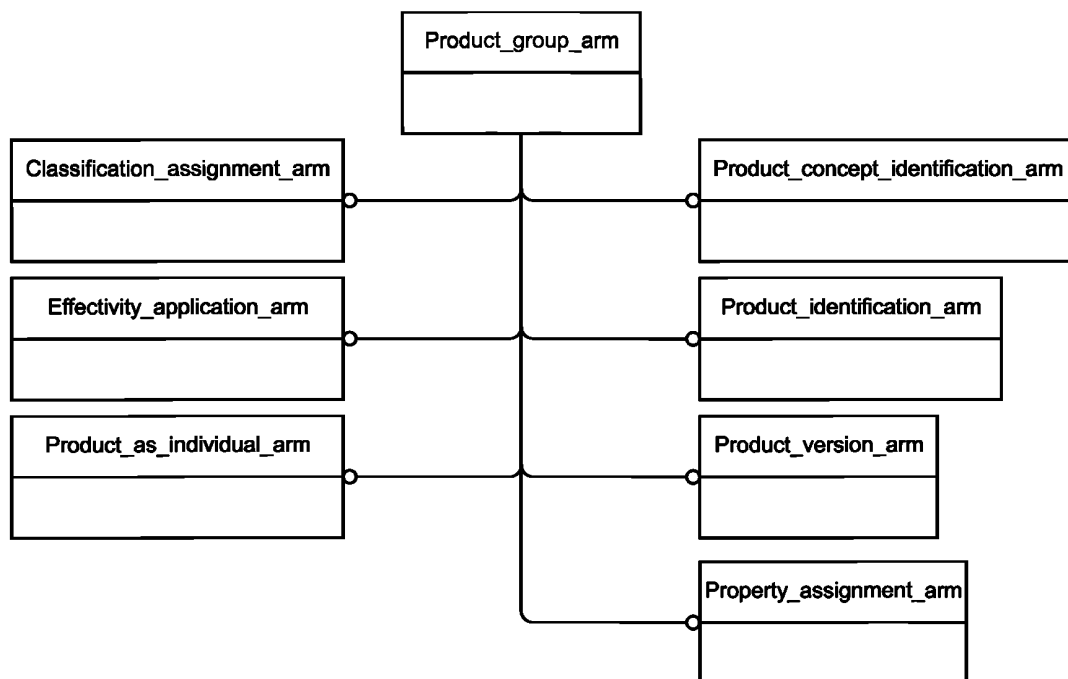 Product_group_arm
Classification_assignment_arm
Product_concept_identification_arm
Effectivity_application_arm
Product_identification_arm
Product_as_individual_arm
Product_version_arm
Property_assignment_arm